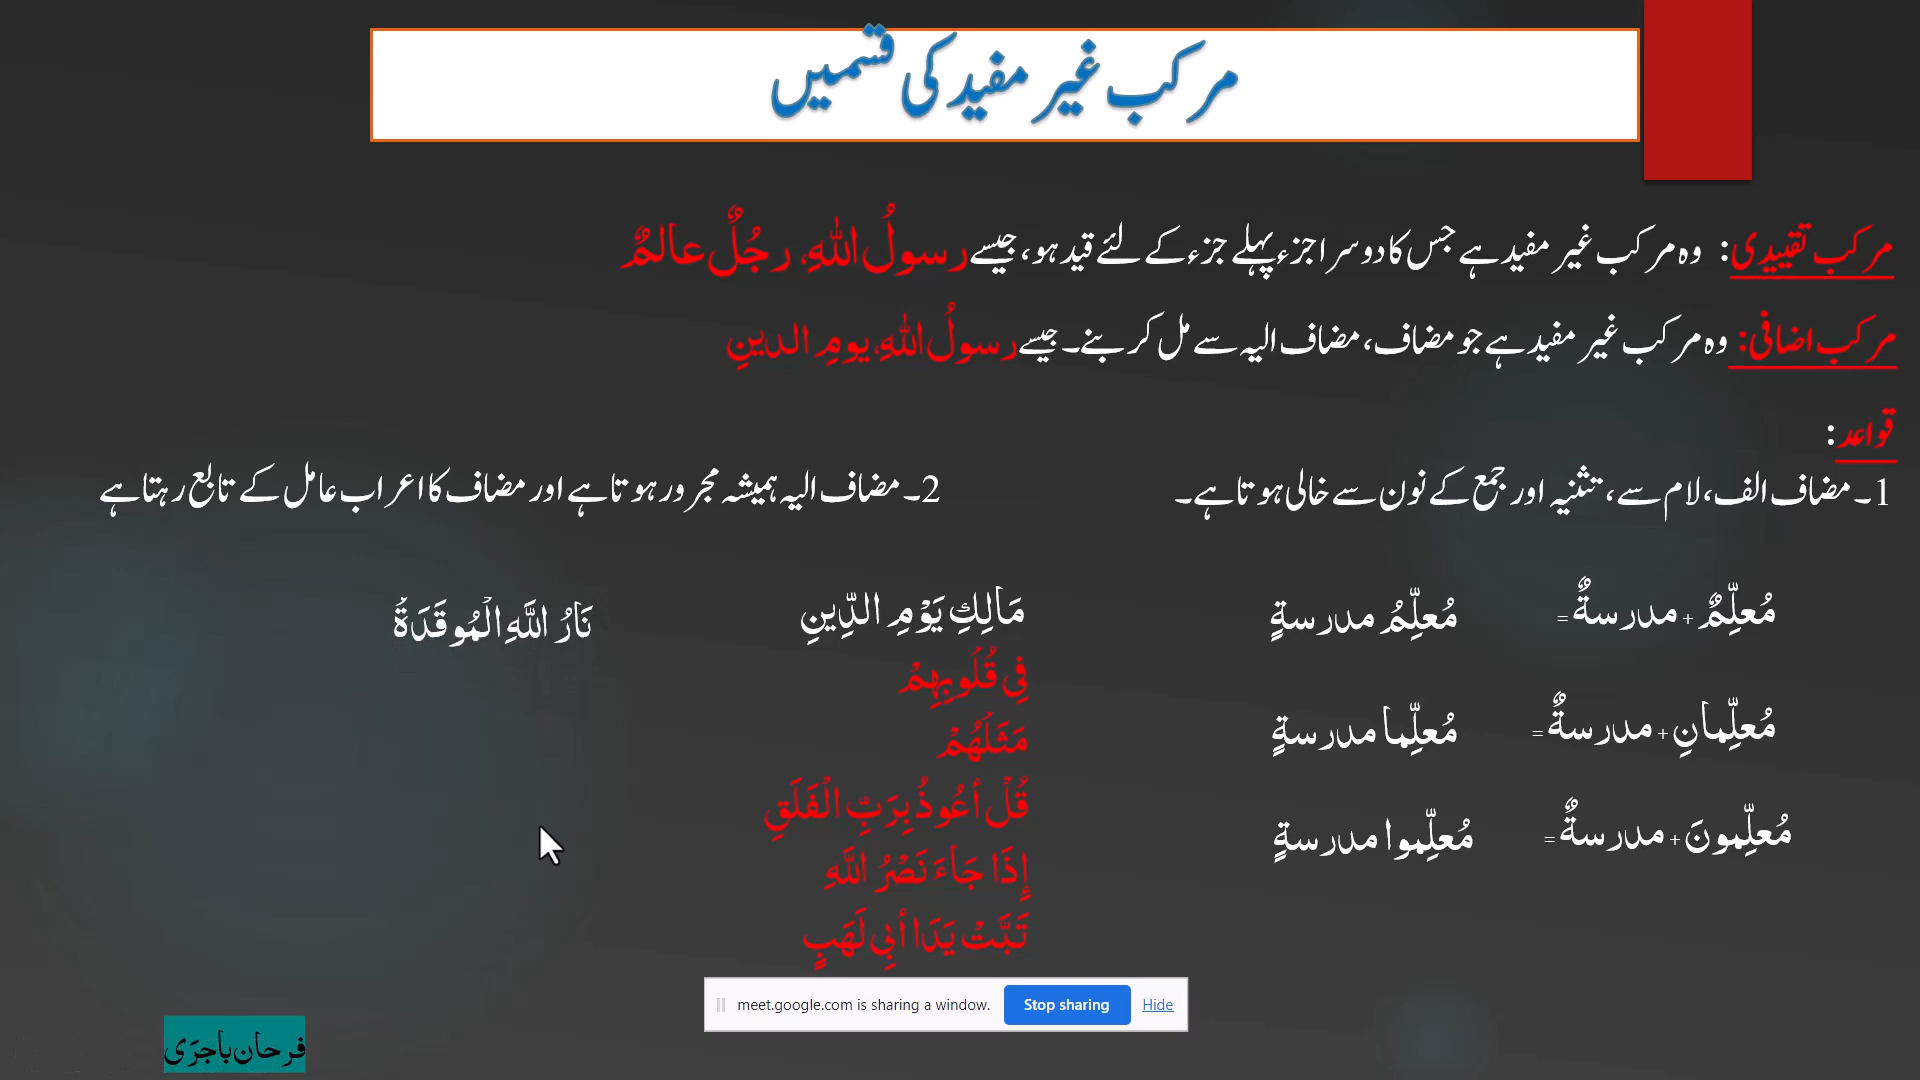 مرکب غیر مفید کی قسمیں
مرکب تقییدی: وہ مرکب غیر مفید ہے جس کا دوسرا جزء پہلے جزء کے لئے قید ہو، جیسے رسولُ اللہِ، رجُلٌ عالمٌ
مرکب اضافی: وہ مرکب غیر مفید ہے جو مضاف، مضاف الیہ سے مل کر بنے۔ جیسے رسولُ اللہِ، یومِ الدینِ
قواعد:
1۔ مضاف الف، لام سے، تثنیہ اور جمع کے نون سے خالی ہوتا ہے۔
2۔ مضاف الیہ ہمیشہ مجرور ہوتا ہے اور مضاف کا اعراب عامل کے تابع رہتا ہے
مُعلِّمٌ + مدرسةٌ = مُعلِّمُ مدرسةٍ
مُعلِّمانِ + مدرسةٌ = مُعلِّما مدرسةٍ
مُعلِّمونَ + مدرسةٌ = مُعلِّموا مدرسةٍ
مَالِكِ يَوْمِ الدِّينِ
فِي قُلُوبِهِمْ
مَثَلُهُمْ
قُلْ أَعُوذُ بِرَبِّ الْفَلَقِ
إِذَا جَاءَ نَصْرُ اللَّهِ
تَبَّتْ يَدَا أَبِي لَهَبٍ
نَارُ اللَّهِ الْمُوقَدَةُ
meet.google.com is sharing a window. Stop sharing Hide
فرحان باجرَی